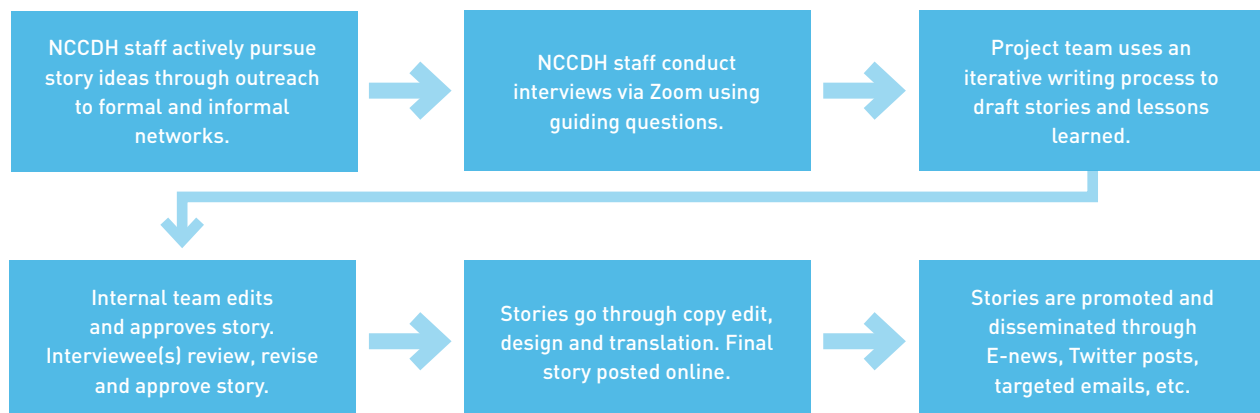 NCCDH staff actively pursue
story ideas through outreach
to formal and informal
networks.
NCCDH staff conduct
interviews via Zoom using
guiding questions.
Project team uses an
iterative writing process to
draft stories and lessons
learned.
Internal team edits
and approves story.
Interviewee(s) review, revise
and approve story.
Stories go through copy edit,
design and translation. Final
story posted online.
Stories are promoted and
disseminated through
E-news, Twitter posts,
targeted emails, etc.